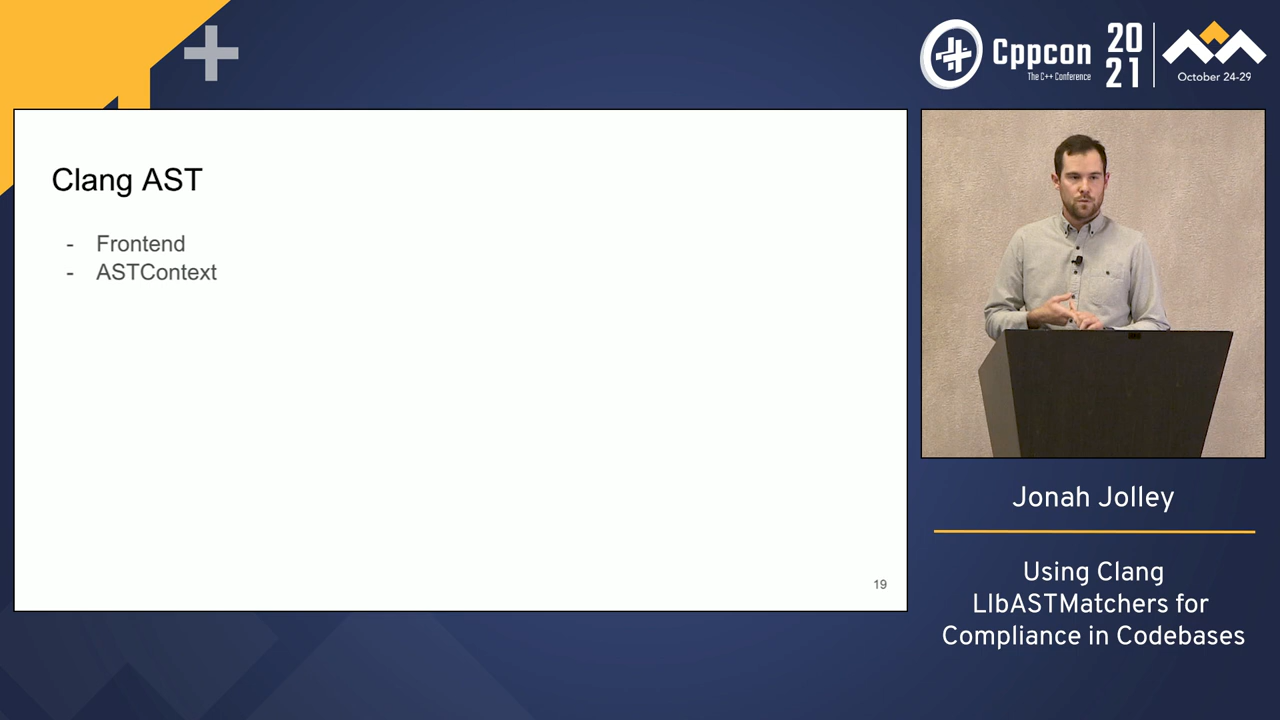 Cppcon
The C++ Conference
20
21
October 24-29
Clang AST
- Frontend
- ASTContext
19
Jonah Jolley
Using Clang
LIbASTMatchers for
Compliance in Codebases